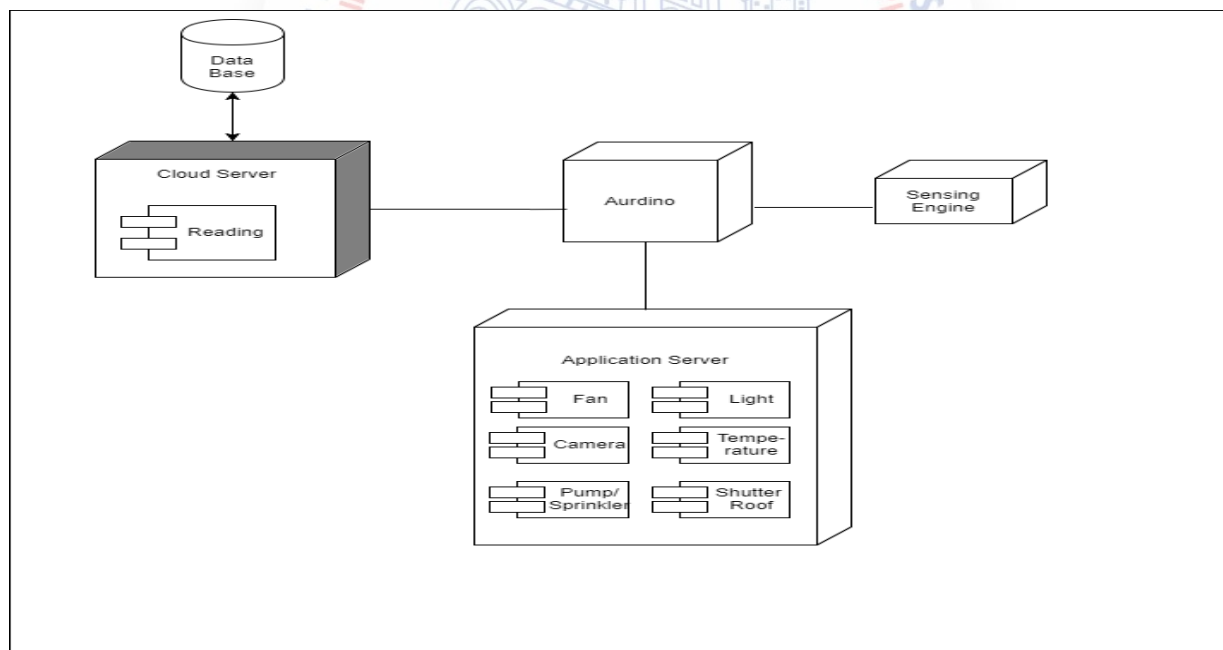 Data
Base
Cloud Server
Reading
Aurdino
Sensing
Engine
Application Server
Fan
Light
Camera
Tempe-
rature
Pump/
Sprinkler
Shutter
Roof